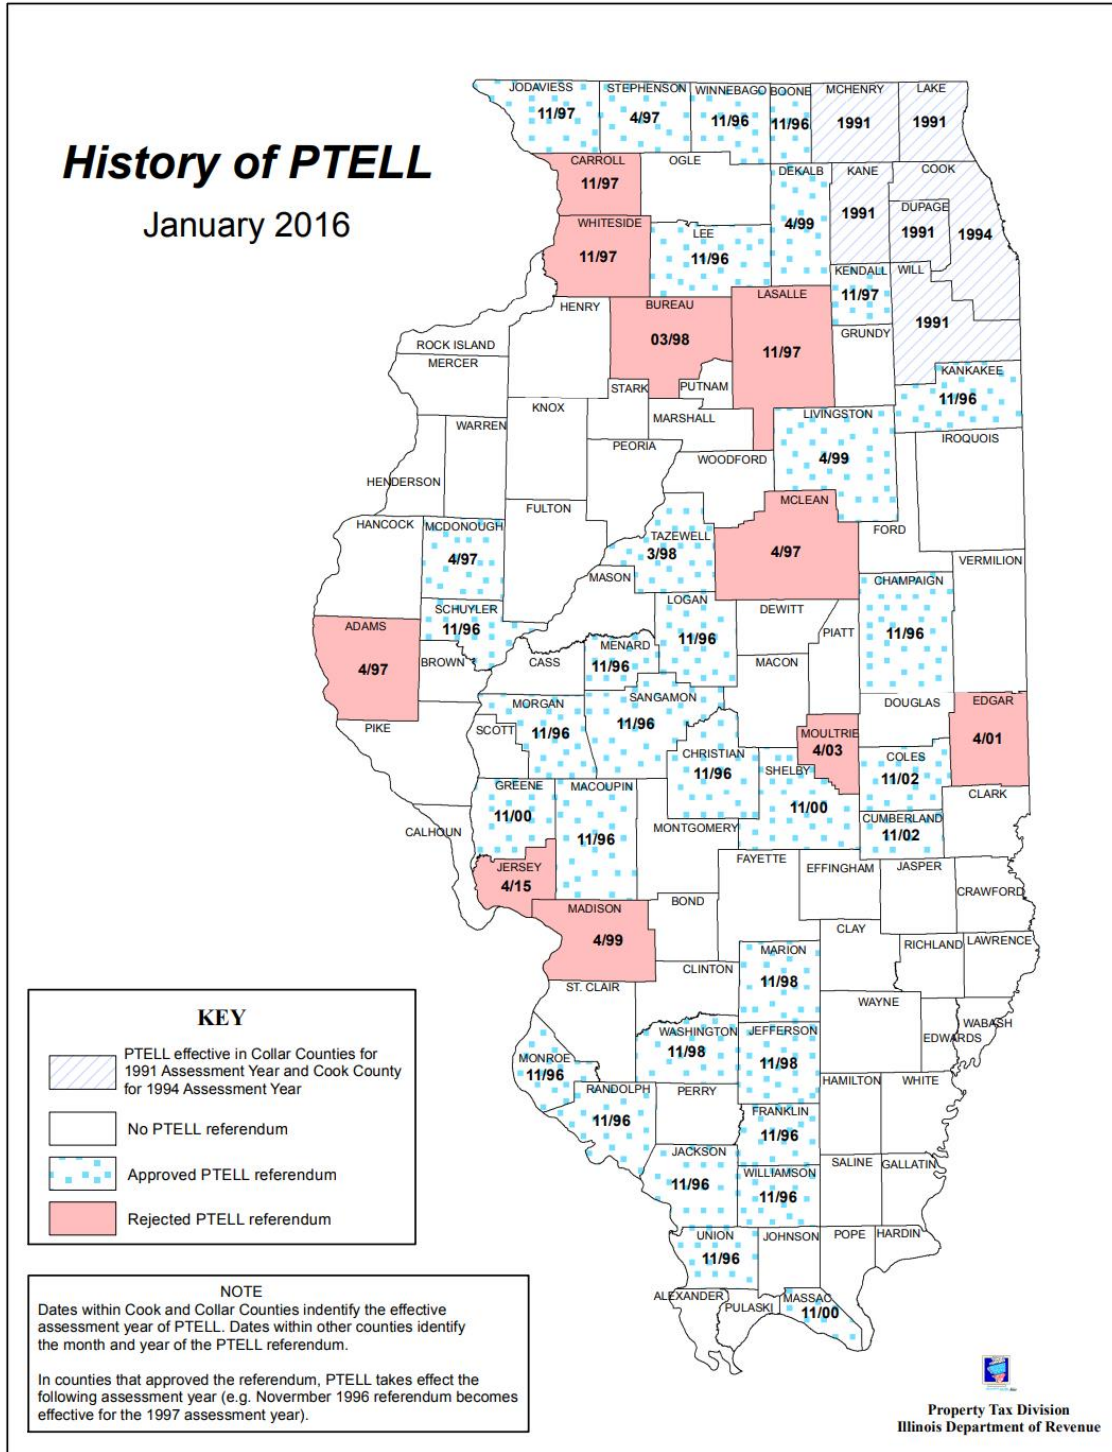 History of PTELL
January 2016
JODAVIESS
11/97
STEPHENSON
4/97
WINNEBAGO
11/96
BOONE
11/96
MCHENRY
1991
LAKE
1991
CARROLL
11/97
OGLE
DEKALB
4/99
KANE
1991
COOK
1994
DUPAGE
1991
WHITESIDE
11/97
LEE
11/96
KENDALL
11/97
WILL
1991
HENRY
BUREAU
03/98
LASALLE
11/97
GRUNDY
ROCK ISLAND
MERCER
STARK
PUTNAM
KANKAKEE
11/96
KNOX
MARSHALL
LIVINGSTON
4/99
WARREN
PEORIA
WOODFORD
IROQUOIS
HENDERSON
MCLEAN
4/97
HANCOCK
MCDONOUGH
4/97
FULTON
TAZEWELL
3/98
FORD
VERMILION
MASON
CHAMPAIGN
11/96
SCHUYLER
11/96
LOGAN
11/96
DEWITT
ADAMS
4/97
PIATT
BROWN
CASS
MENARD
11/96
MACON
MORGAN
11/96
SANGAMON
11/96
DOUGLAS
EDGAR
4/01
PIKE
SCOTT
MOULTRIE
4/03
CHRISTIAN
11/96
COLES
11/02
SHELBY
11/00
GREENE
11/00
MACOUPIN
11/96
CLARK
CALHOUN
MONTGOMERY
CUMBERLAND
11/02
FAYETTE
EFFINGHAM
JASPER
JERSEY
4/15
CRAWFORD
MADISON
4/99
BOND
CLAY
RICHLAND
LAWRENCE
MARION
11/98
CLINTON
ST. CLAIR
WAYNE
WABASH
EDWARDS
WASHINGTON
11/98
JEFFERSON
11/98
MONROE
11/96
RANDOLPH
11/96
PERRY
HAMILTON
WHITE
FRANKLIN
11/96
JACKSON
11/96
WILLIAMSON
11/96
SALINE
GALLATIN
UNION
11/96
JOHNSON
POPE
HARDIN
ALEXANDER
PULASKI
MASSAC
11/00
KEY
PTELL effective in Collar Counties for
1991 Assessment Year and Cook County
for 1994 Assessment Year
No PTELL referendum
Approved PTELL referendum
Rejected PTELL referendum
NOTE
Dates within Cook and Collar Counties indentify the effective
assessment year of PTELL. Dates within other counties identify
the month and year of the PTELL referendum.
In counties that approved the referendum, PTELL takes effect the
following assessment year (e.g. Novermber 1996 referendum becomes
effective for the 1997 assessment year).
Property Tax Division
Illinois Department of Revenue